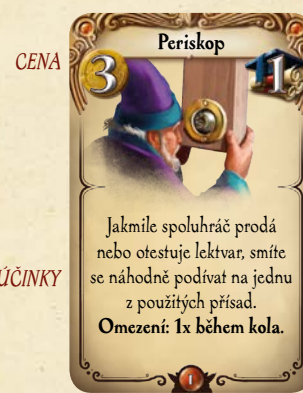 Periskop
CENA
3
1
Jakmile spoluhráč prodá
nebo otestuje lektvar, smíte
ÚČINKY
se náhodně podívat na jednu
z použitých přísad.
Omezení: 1x během kola.
I